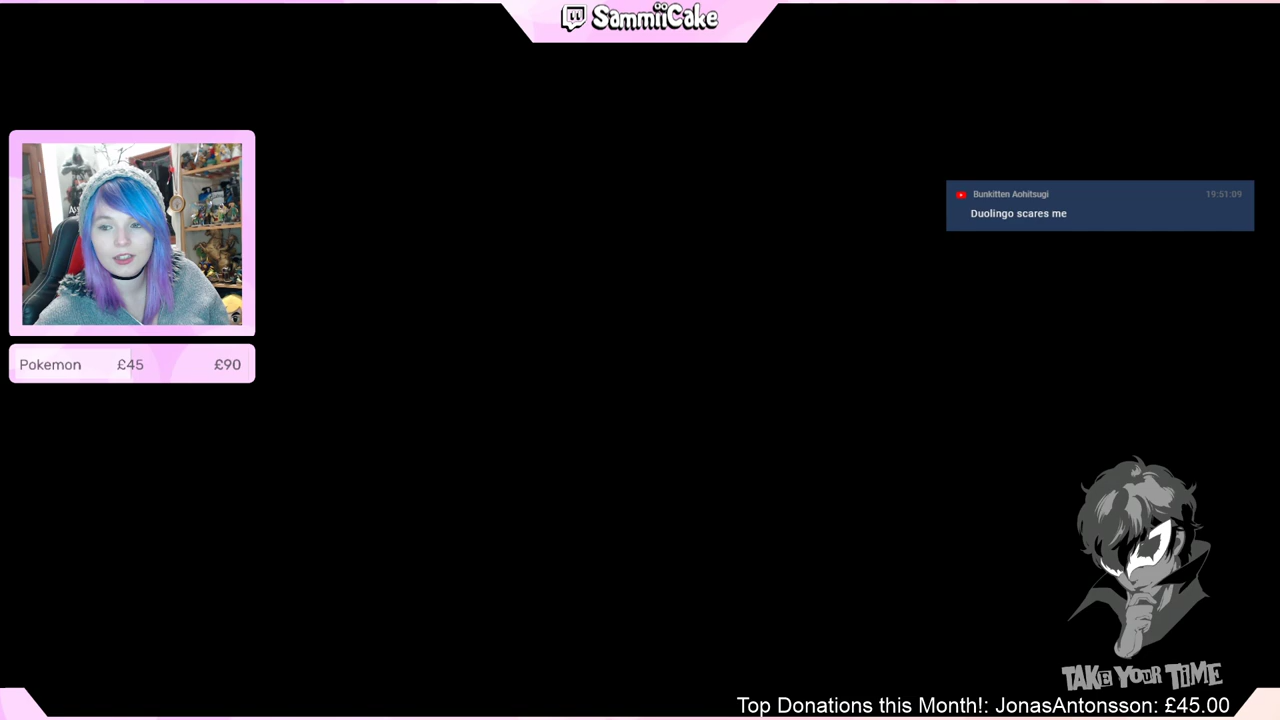 SammiiCake
Bunkitten Aohitsugi 19:51:09
Duolingo scares me
Pokemon £45 £90
TAKE YOUR TIME
Top Donations this Month!: JonasAntonsson: £45.00